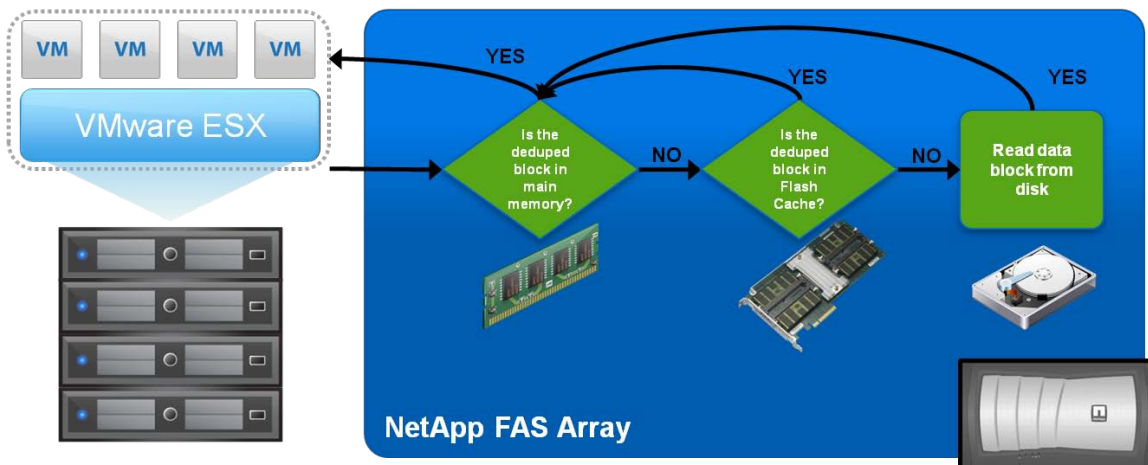 VM VM VM VM
VMware ESX
YES
YES
YES
Is the
deduped
block in
main
memory?
NO
Is the
deduped
block in
Flash
Cache?
NO
Read data
block from
disk
NetApp FAS Array